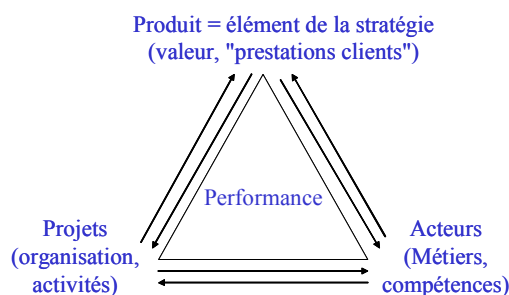 Produit = élément de la stratégie
(valeur, "prestations clients")
Performance
Projets
(organisation,
activités)
Acteurs
(Métiers,
compétences)